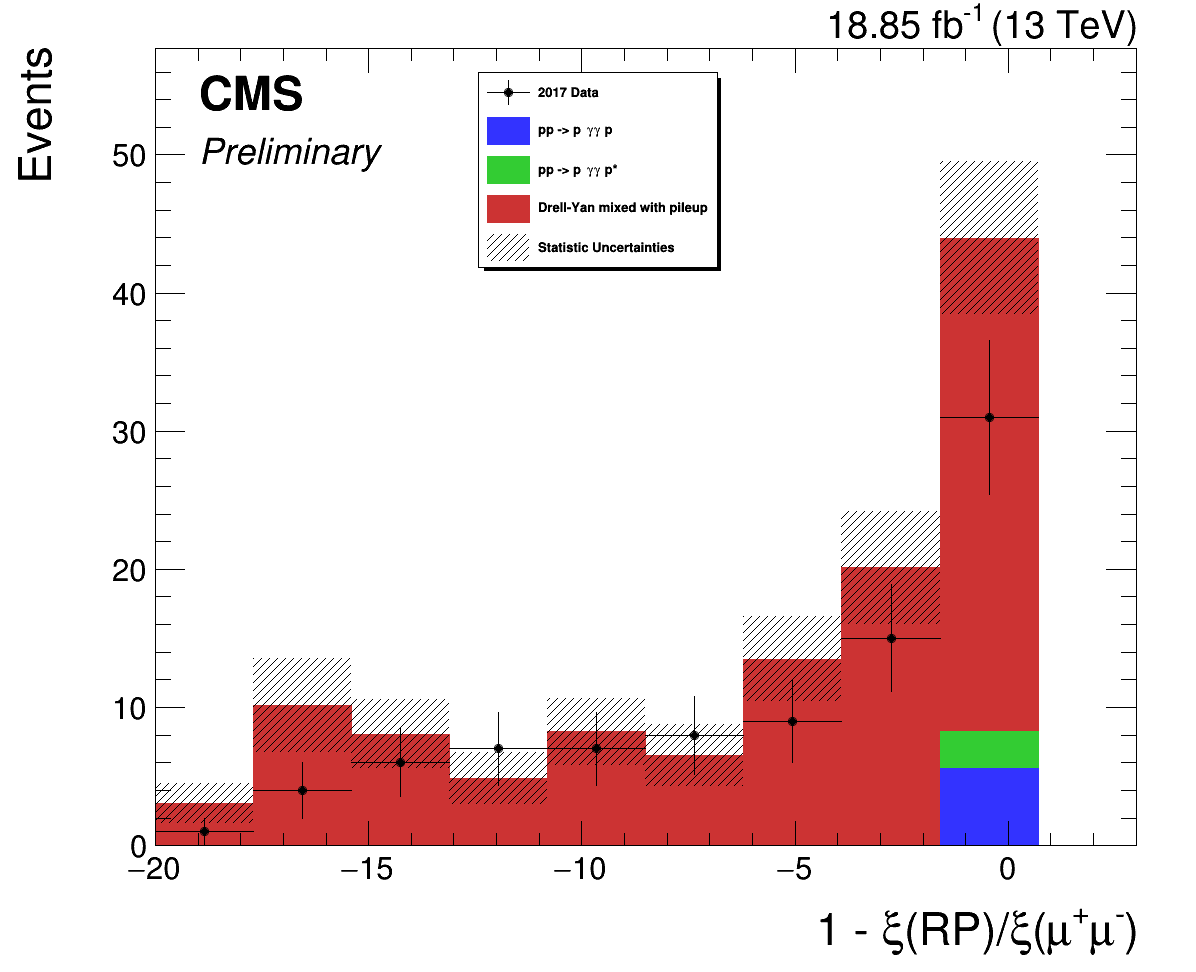 18.85 fb⁻¹ (13 TeV)
Events
CMS
Preliminary
2017 Data
pp -> p γγ p
pp -> p γγ p*
Drell-Yan mixed with pileup
Statistic Uncertainties
50
40
30
20
10
0
−20 −15 −10 −5 0
1 - ξ(RP)/ξ(μ⁺μ⁻)